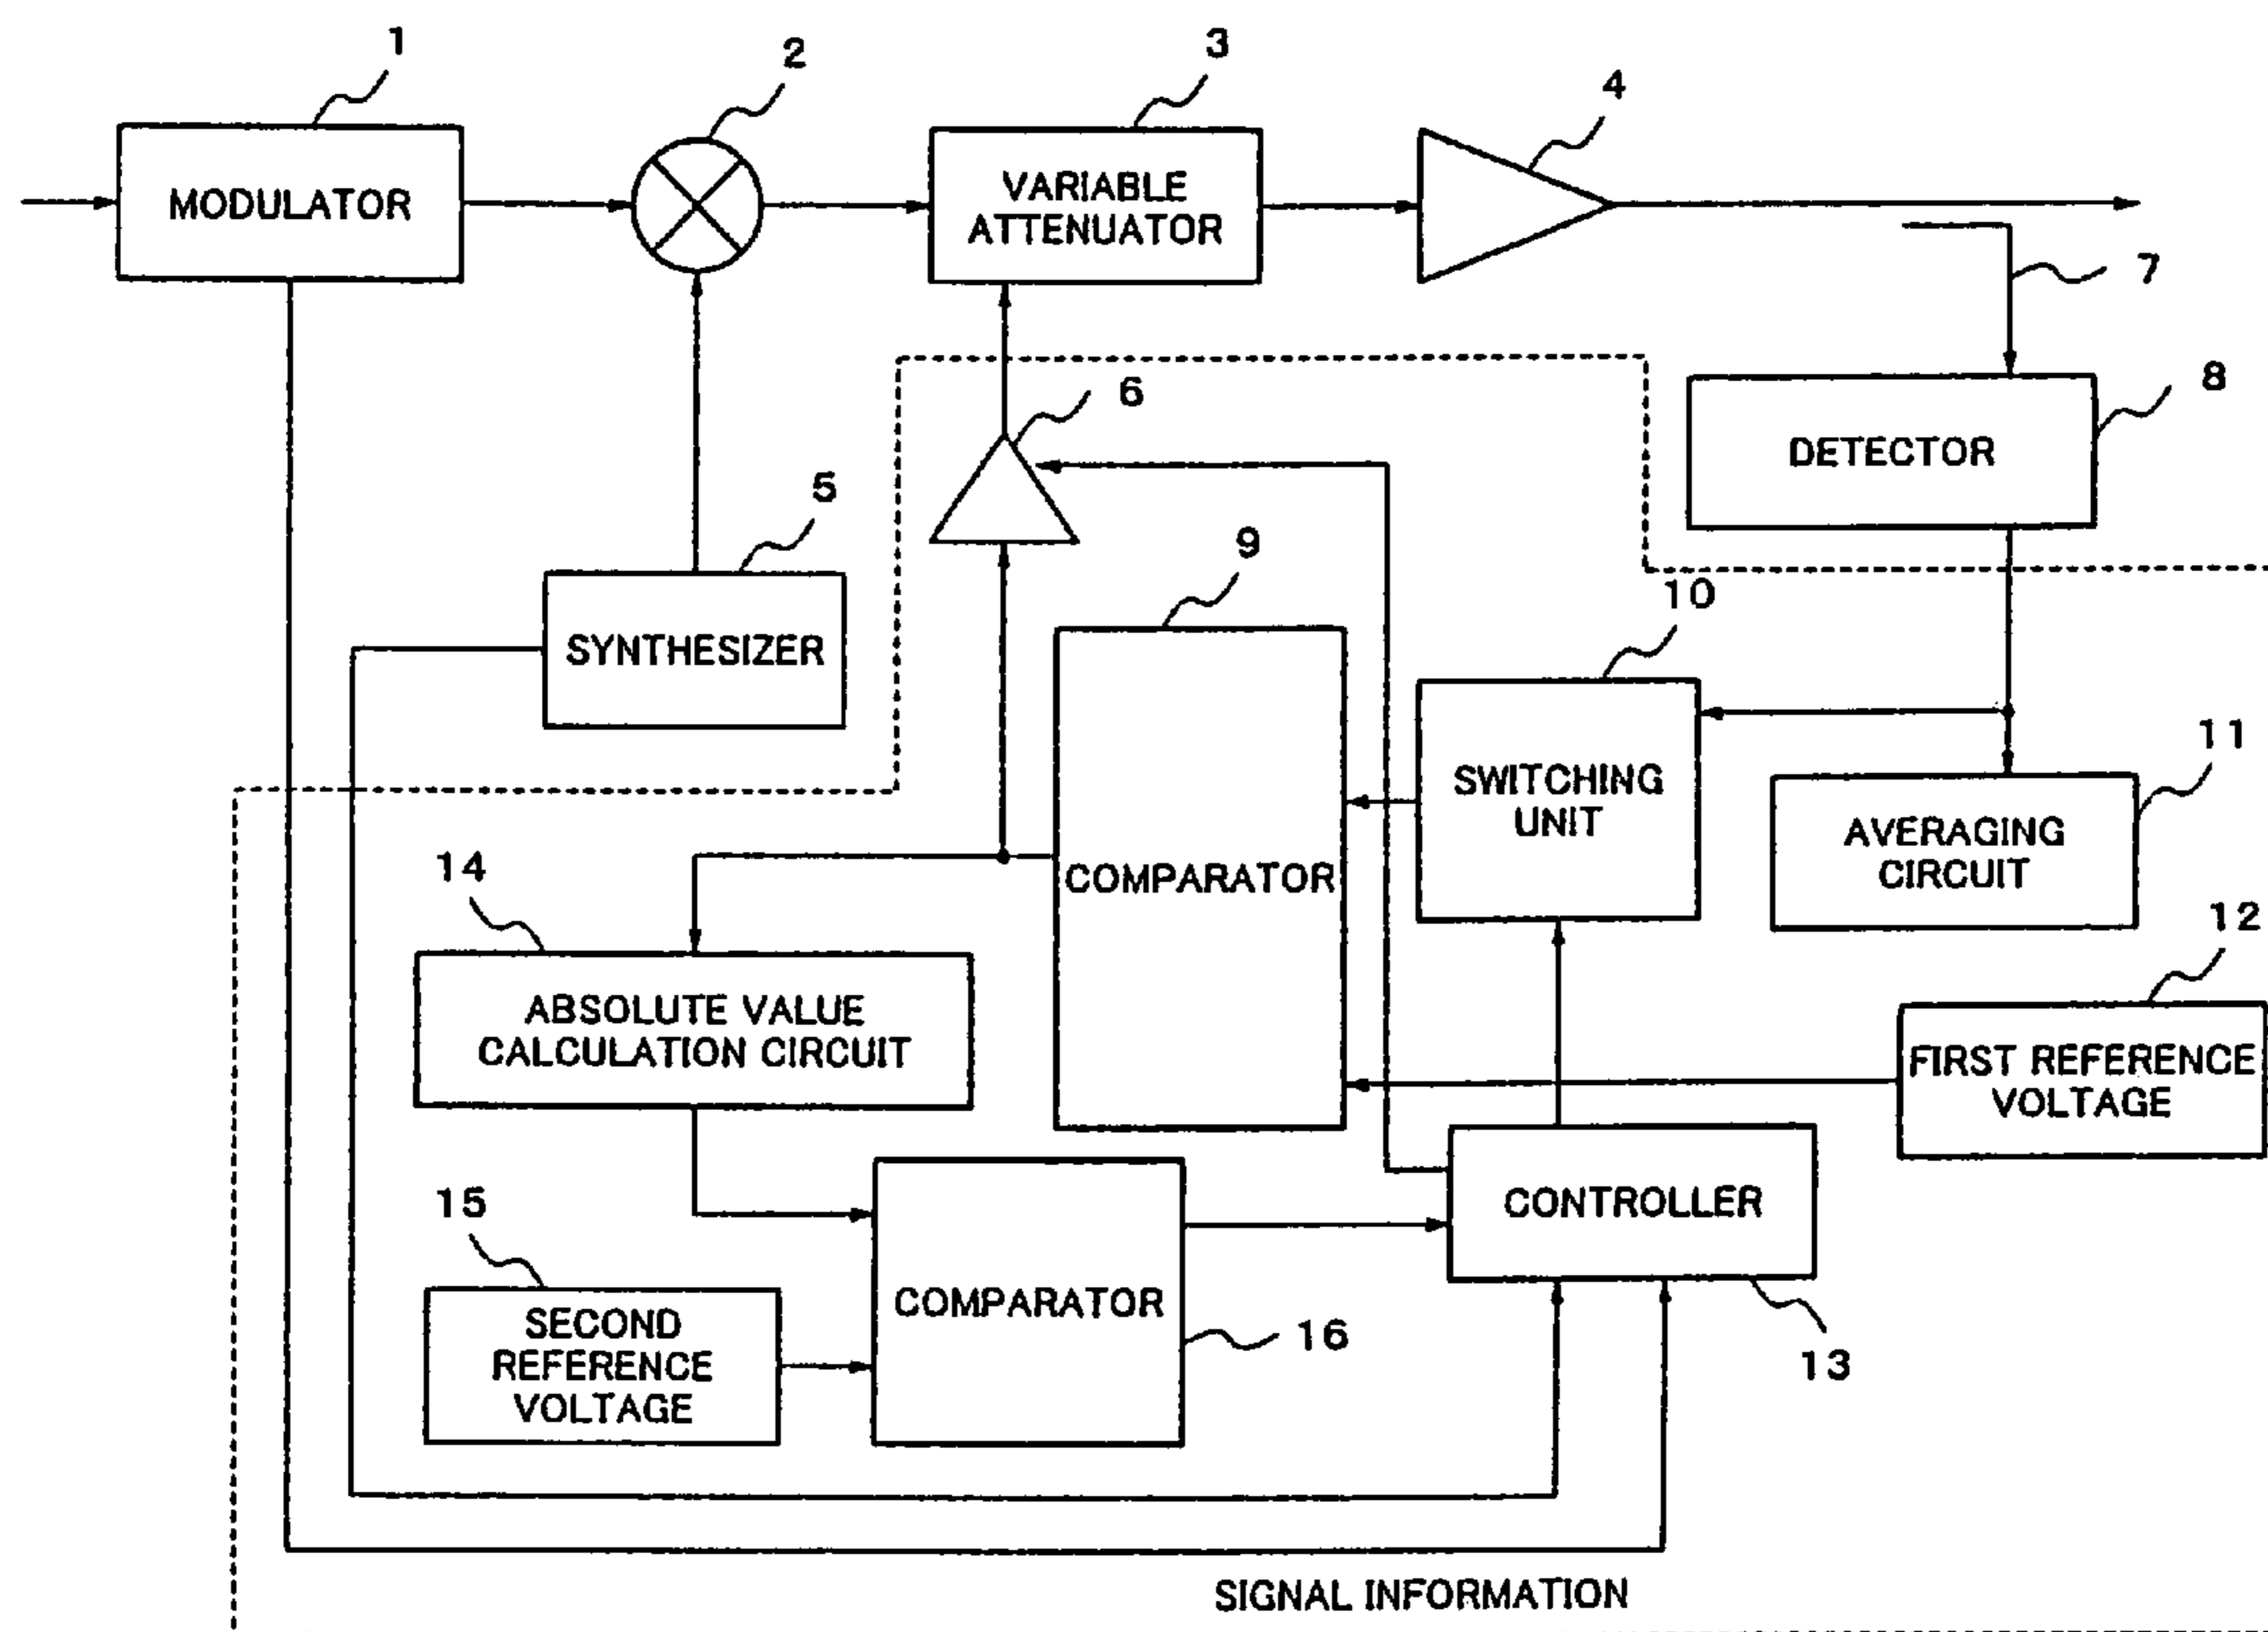 1
2
3
4
MODULATOR
VARIABLE
ATTENUATOR
7
6
8
DETECTOR
5
9
SYNTHESIZER
10
11
SWITCHING
UNIT
AVERAGING
CIRCUIT
14
COMPARATOR
12
ABSOLUTE VALUE
CALCULATION CIRCUIT
FIRST REFERENCE
VOLTAGE
15
CONTROLLER
SECOND
REFERENCE
VOLTAGE
COMPARATOR
16
13
SIGNAL INFORMATION